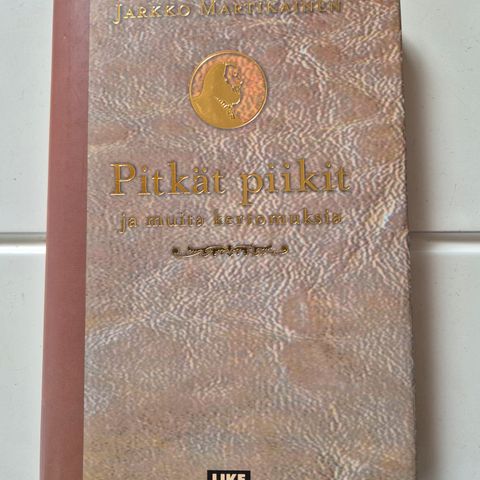 JARKKO MARTIKAINEN
Pitkät piikit
ja muita kertomuksia
LIKE